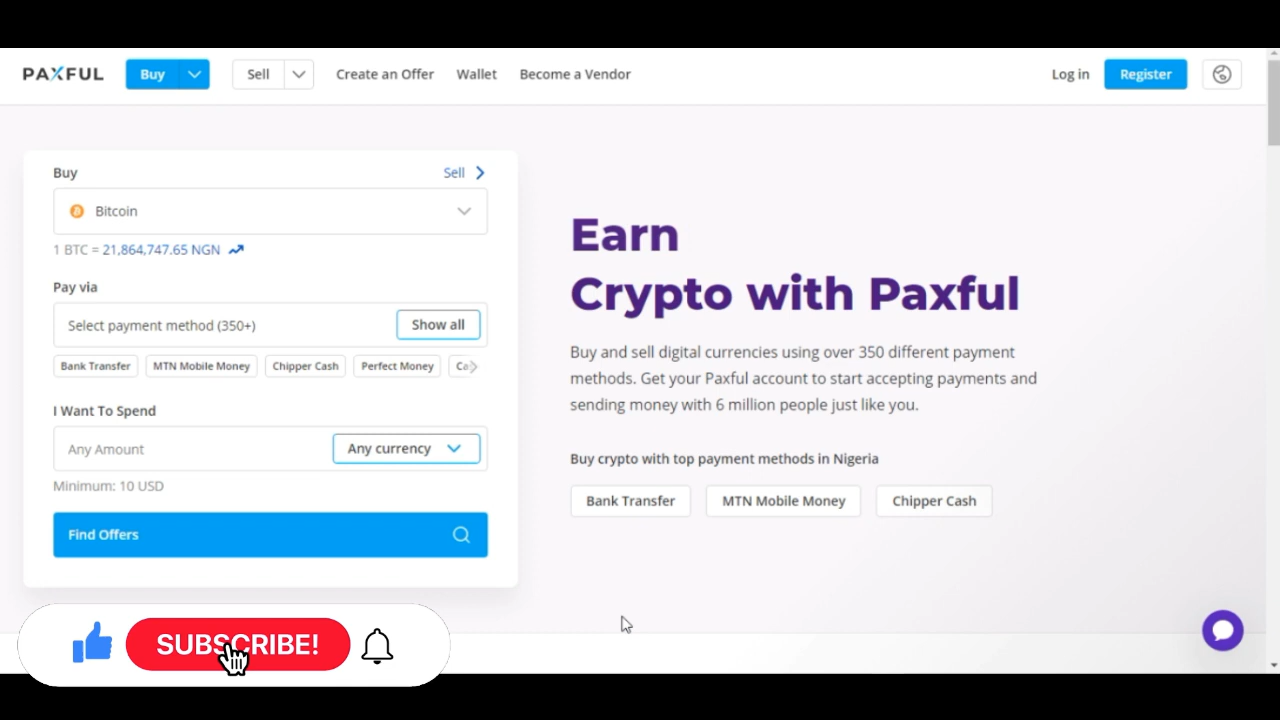 PAXFUL
Buy
Sell
Create an Offer
Wallet
Become a Vendor
Log in
Register
Buy
Sell
Bitcoin
1 BTC = 21,864,747.65 NGN
Pay via
Select payment method (350+)
Show all
Bank Transfer
MTN Mobile Money
Chipper Cash
Perfect Money
Ca
I Want To Spend
Any Amount
Any currency
Minimum: 10 USD
Find Offers
Earn
Crypto with Paxful
Buy and sell digital currencies using over 350 different payment
methods. Get your Paxful account to start accepting payments and
sending money with 6 million people just like you.
Buy crypto with top payment methods in Nigeria
Bank Transfer
MTN Mobile Money
Chipper Cash
SUBSCRIBE!